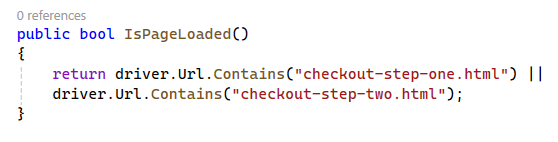 0 references
public bool IsPageLoaded()
{
    return driver.Url.Contains("checkout-step-one.html") ||
    driver.Url.Contains("checkout-step-two.html");
}